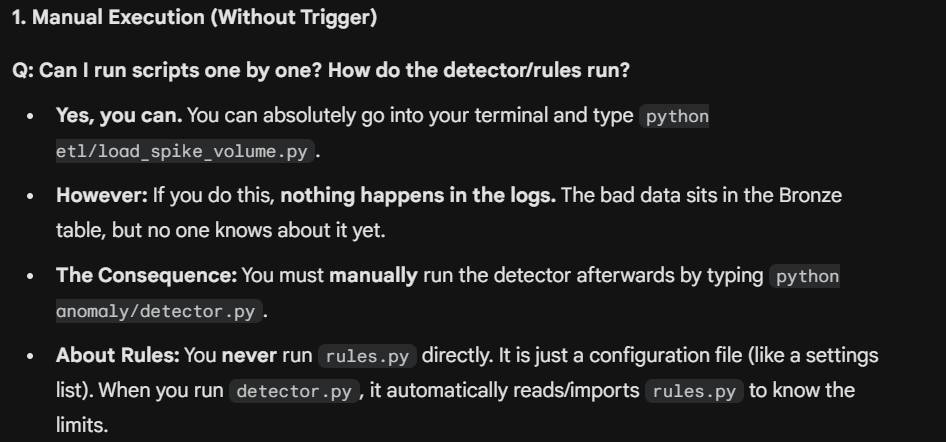 1. Manual Execution (Without Trigger)
Q: Can I run scripts one by one? How do the detector/rules run?
• Yes, you can. You can absolutely go into your terminal and type python
etl/load_spike_volume.py .
• However: If you do this, nothing happens in the logs. The bad data sits in the Bronze
table, but no one knows about it yet.
• The Consequence: You must manually run the detector afterwards by typing python
anomaly/detector.py .
• About Rules: You never run rules.py directly. It is just a configuration file (like a settings
list). When you run detector.py , it automatically reads/imports rules.py to know the
limits.